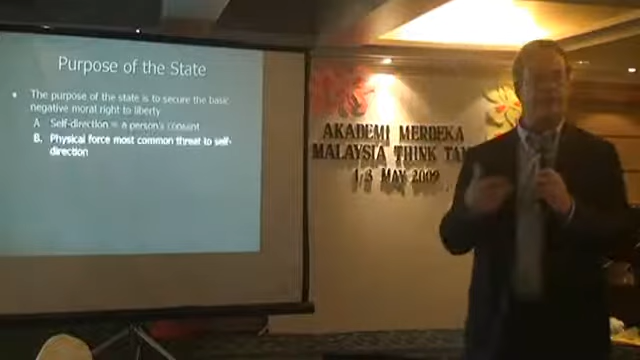 Purpose of the State
• The purpose of the state is to secure the basic
negative moral right to liberty
A. Self-direction = a person's consent
B. Physical force most common threat to self-
direction
AKADEMI MERDEKA
MALAYSIA THINK TAN
1-3 MAY 2009